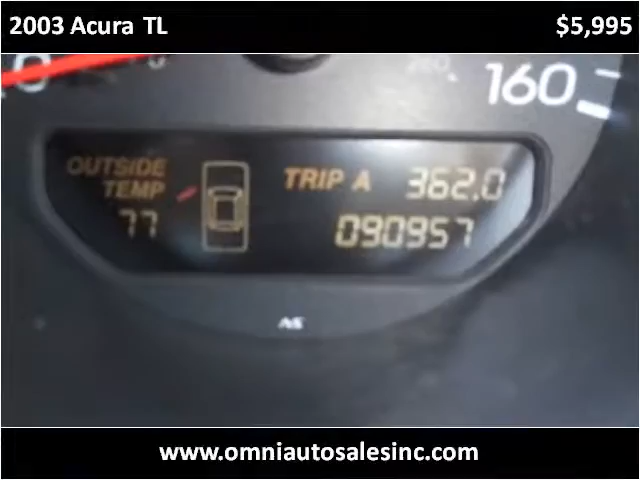 2003 Acura TL $5,995
160
OUTSIDE TRIP A 362.0
TEMP
77 090957
www.omniautosalesinc.com